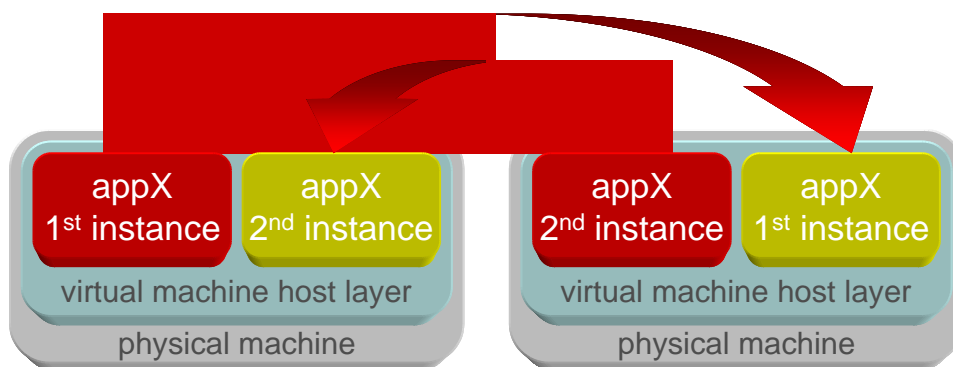 appX
1st instance
appX
2nd instance
appX
2nd instance
appX
1st instance
virtual machine host layer
virtual machine host layer
physical machine
physical machine